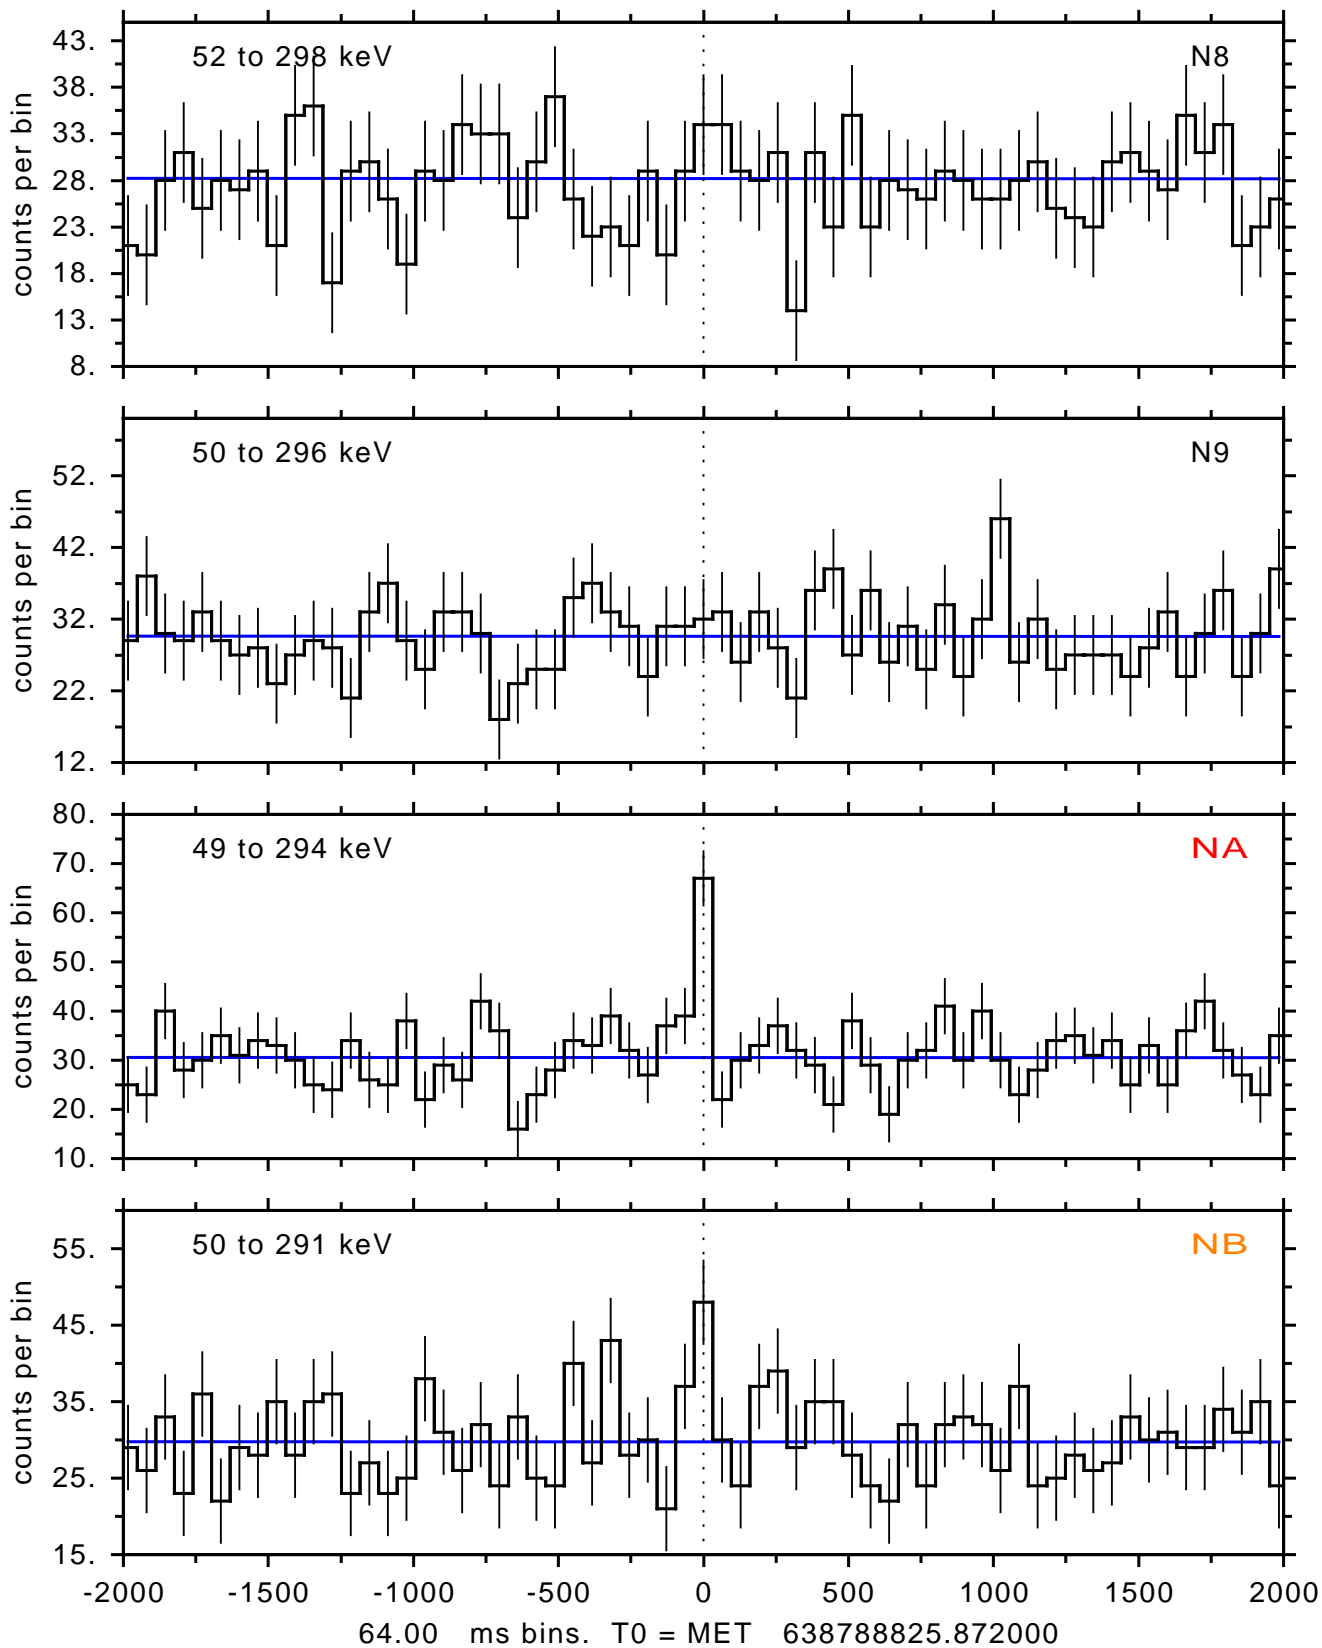 52 to 298 keV N8
43.
38.
33.
28.
23.
18.
13.
8.
counts per bin
50 to 296 keV N9
52.
42.
32.
22.
12.
counts per bin
80.
49 to 294 keV NA
70.
60.
50.
40.
30.
20.
10.
counts per bin
50 to 291 keV NB
55.
45.
35.
25.
15.
counts per bin
-2000 -1500 -1000 -500 0 500 1000 1500 2000
64.00 ms bins. T0 = MET 638788825.872000